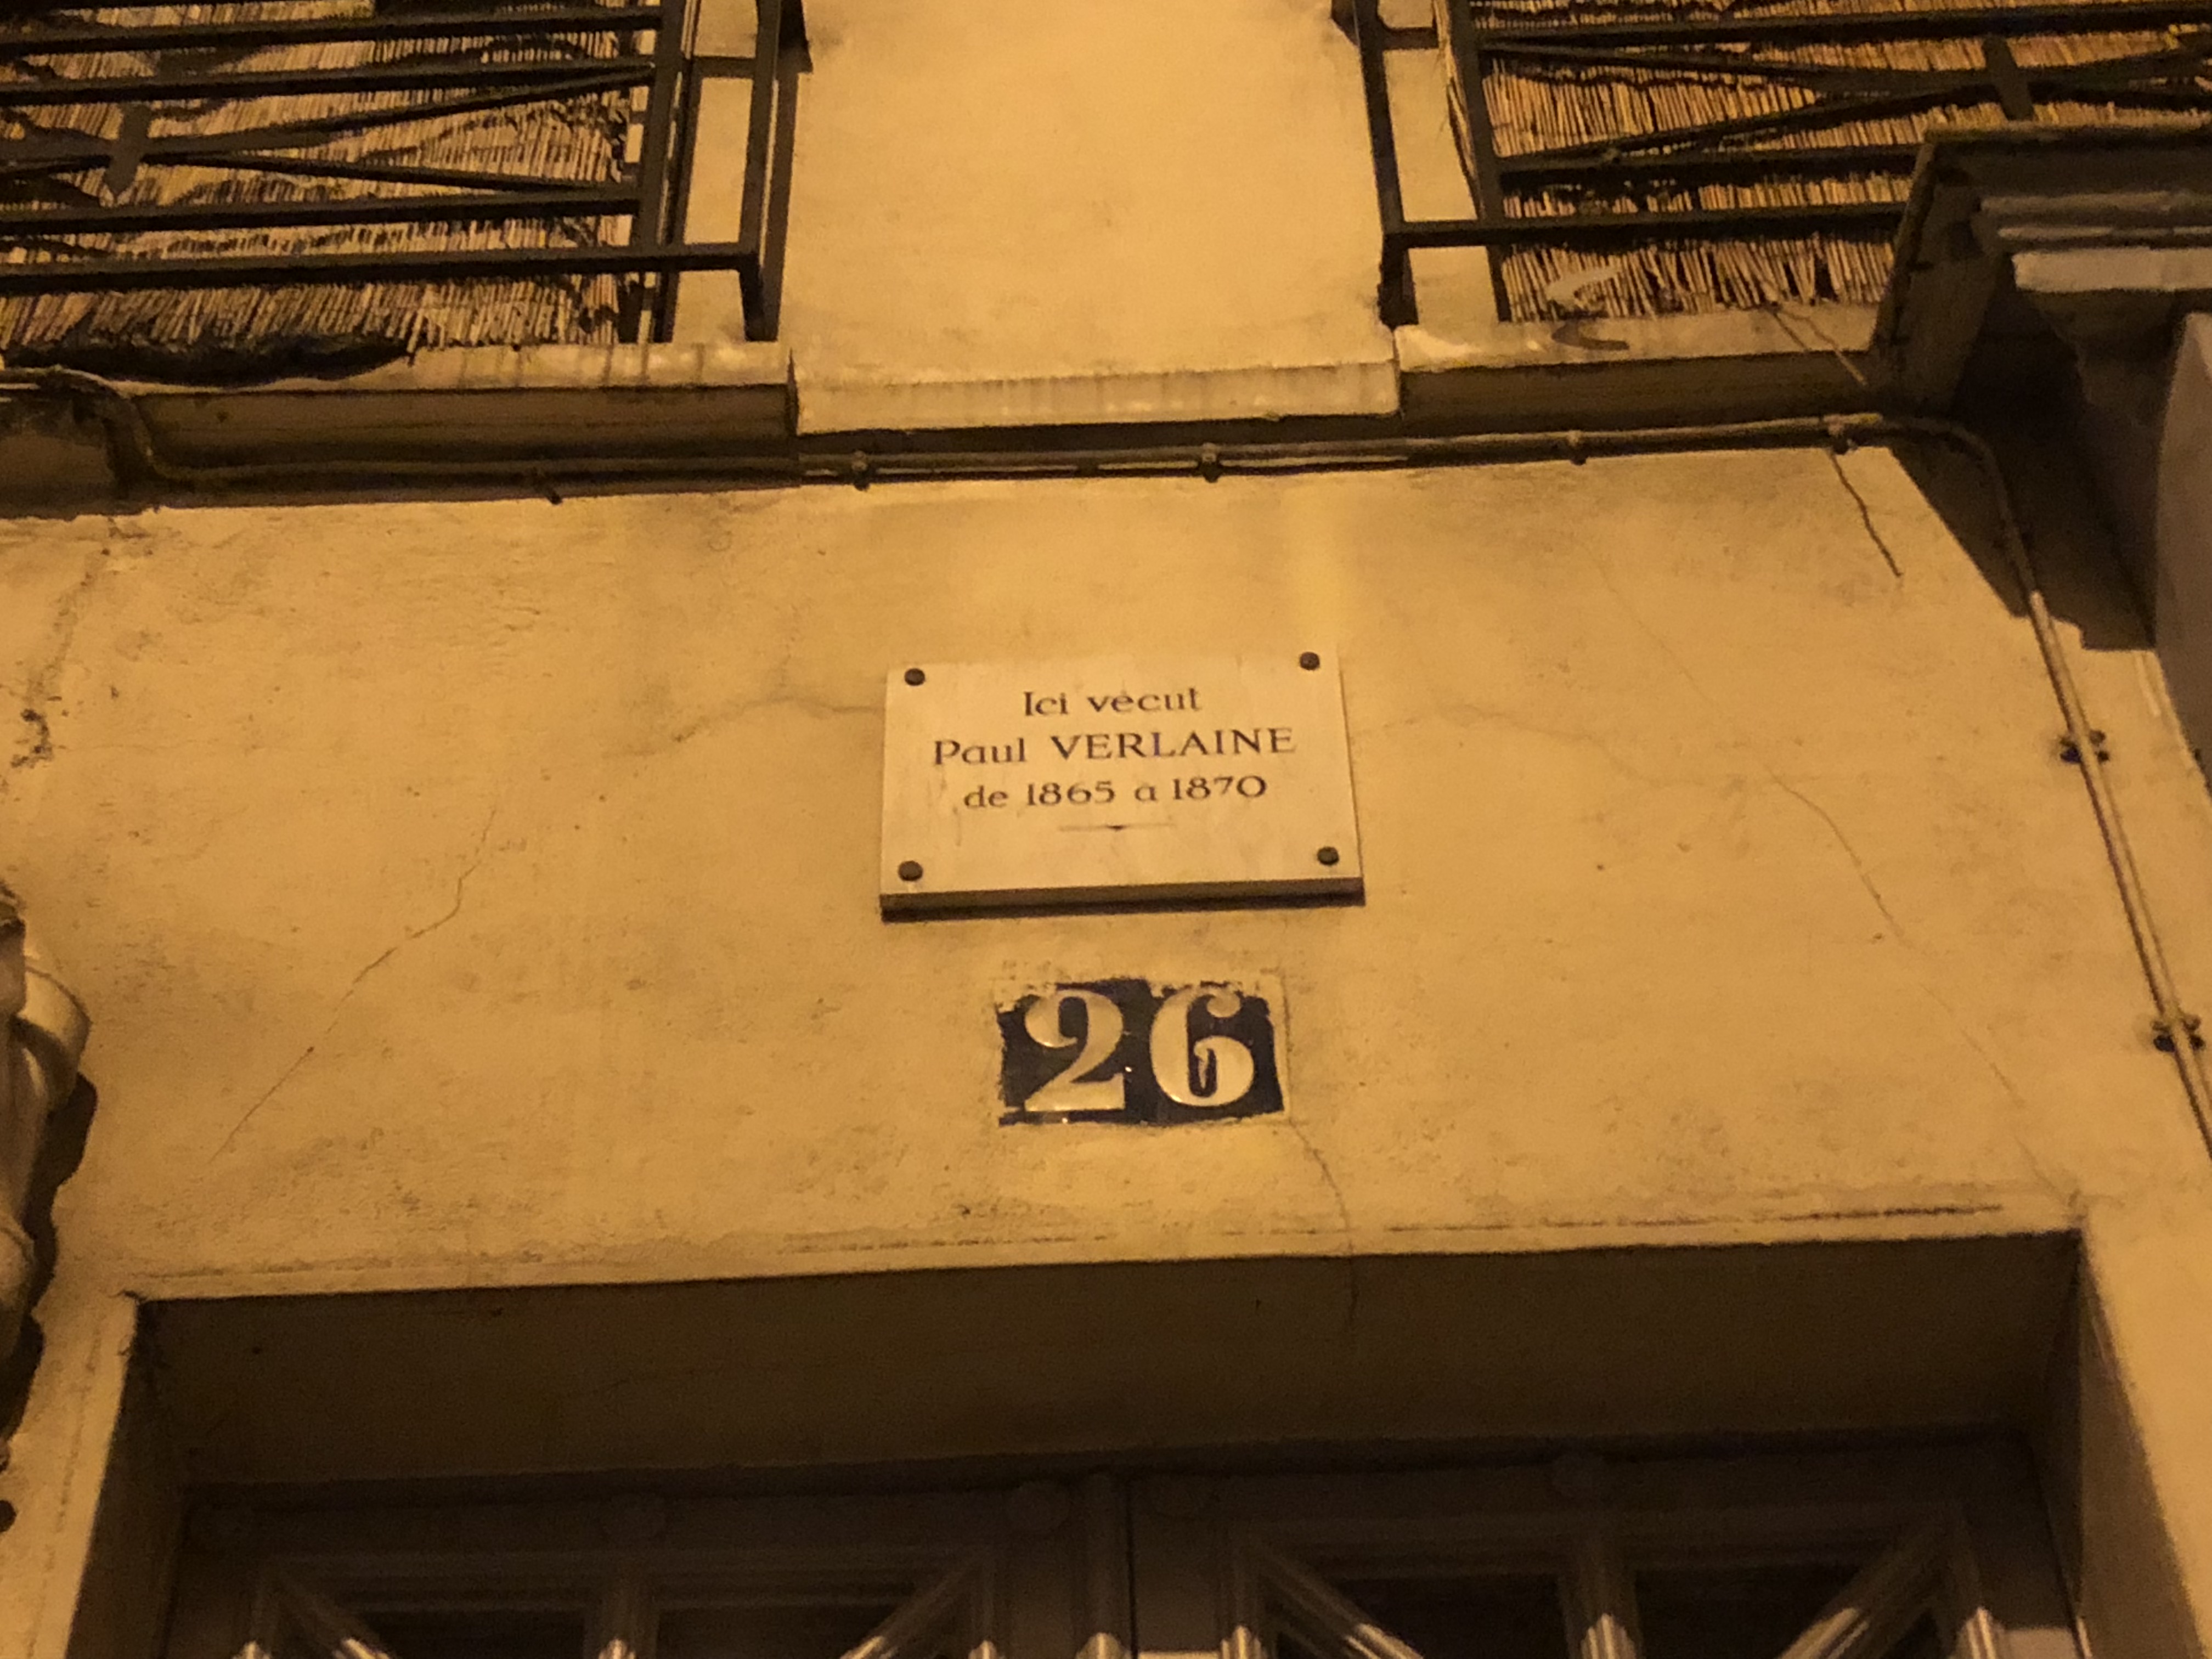 Ici vécut
Paul VERLAINE
de 1865 a 1870
26